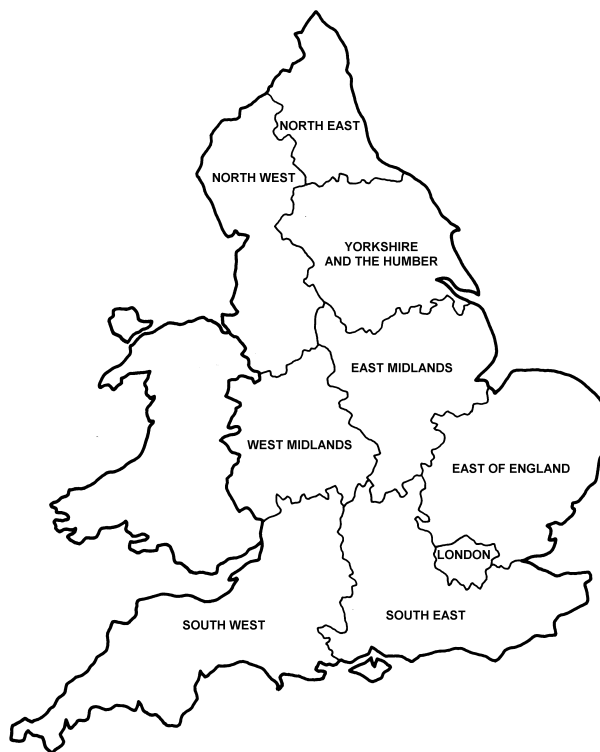 NORTH EAST
NORTH WEST
YORKSHIRE
AND THE HUMBER
EAST MIDLANDS
WEST MIDLANDS
EAST OF ENGLAND
LONDON
SOUTH EAST
SOUTH WEST